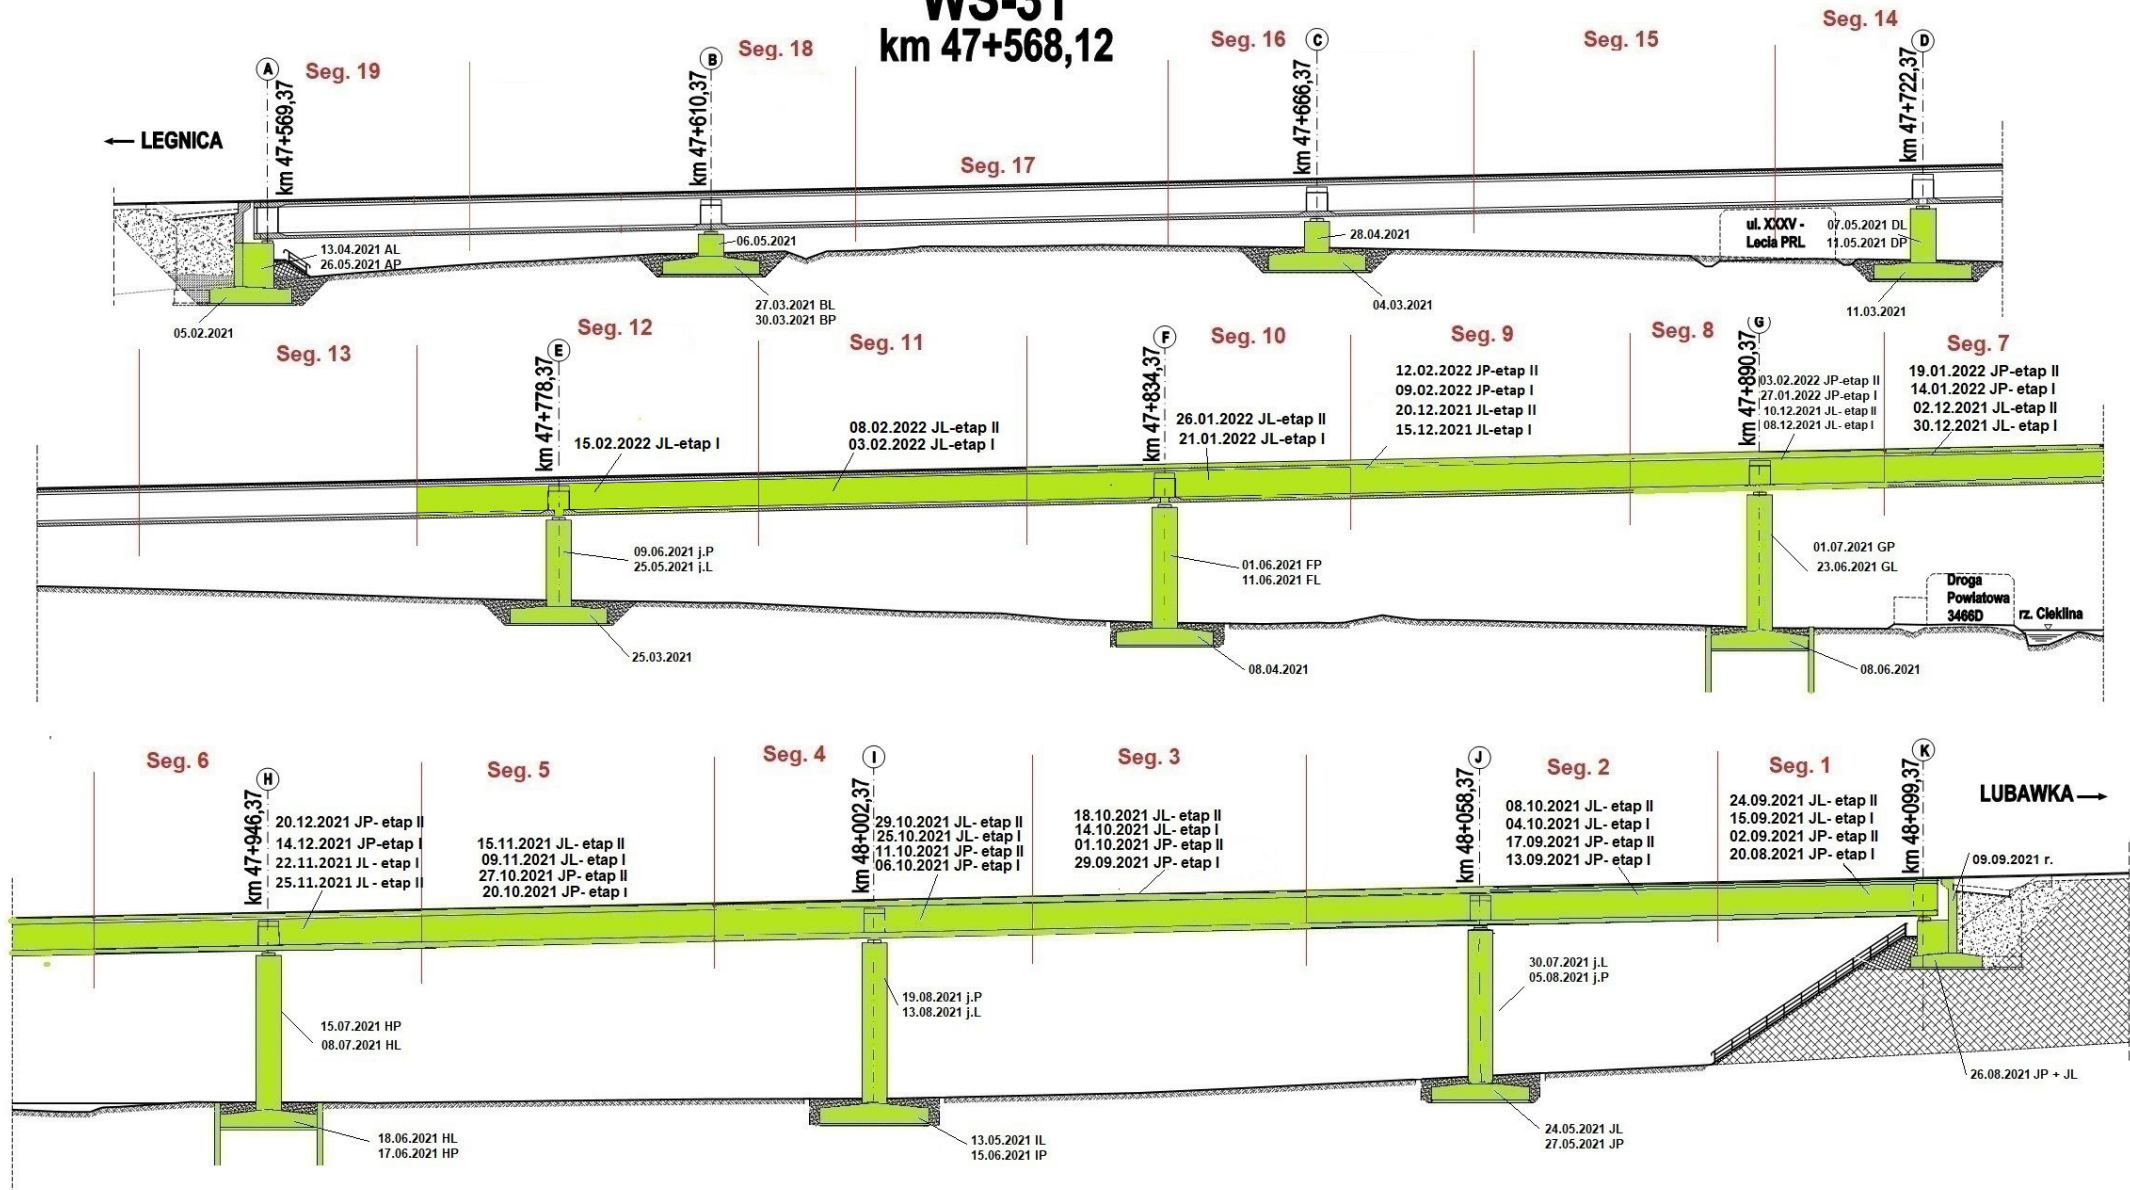 WS-31
km 47+568,12
Seg. 19
Seg. 18
Seg. 17
Seg. 16
Seg. 15
Seg. 14
A
km 47+569,37
B
km 47+610,37
C
km 47+666,37
D
km 47+722,37
← LEGNICA
13.04.2021 AL
26.05.2021 AP
05.02.2021
06.05.2021
27.03.2021 BL
30.03.2021 BP
28.04.2021
04.03.2021
ul. XXXV -
Lecia PRL
07.05.2021 DL
11.05.2021 DP
11.03.2021
Seg. 13
Seg. 12
Seg. 11
Seg. 10
Seg. 9
Seg. 8
Seg. 7
E
km 47+778,37
F
km 47+834,37
G
km 47+890,37
15.02.2022 JL-etap I
08.02.2022 JL-etap II
03.02.2022 JL-etap I
26.01.2022 JL-etap II
21.01.2022 JL-etap I
12.02.2022 JP-etap II
09.02.2022 JP-etap I
20.12.2021 JL-etap II
15.12.2021 JL-etap I
03.02.2022 JP-etap II
27.01.2022 JP-etap I
10.12.2021 JL- etap II
08.12.2021 JL- etap I
19.01.2022 JP-etap II
14.01.2022 JP- etap I
02.12.2021 JL-etap II
30.12.2021 JL- etap I
09.06.2021 j.P
25.05.2021 j.L
25.03.2021
01.06.2021 FP
11.06.2021 FL
08.04.2021
01.07.2021 GP
23.06.2021 GL
08.06.2021
Droga
Powiatowa
3466D
rz. Cieklina
Seg. 6
Seg. 5
Seg. 4
Seg. 3
Seg. 2
Seg. 1
H
km 47+946,37
I
km 48+002,37
J
km 48+058,37
K
km 48+099,37
LUBAWKA →
20.12.2021 JP- etap II
14.12.2021 JP-etap I
22.11.2021 JL - etap I
25.11.2021 JL - etap II
15.11.2021 JL- etap II
09.11.2021 JL- etap I
27.10.2021 JP- etap II
20.10.2021 JP- etap I
29.10.2021 JL- etap II
25.10.2021 JL- etap I
11.10.2021 JP- etap II
06.10.2021 JP- etap I
18.10.2021 JL- etap II
14.10.2021 JL- etap I
01.10.2021 JP- etap II
29.09.2021 JP- etap I
08.10.2021 JL- etap II
04.10.2021 JL- etap I
17.09.2021 JP- etap II
13.09.2021 JP- etap I
24.09.2021 JL- etap II
15.09.2021 JL- etap I
02.09.2021 JP- etap II
20.08.2021 JP- etap I
09.09.2021 r.
15.07.2021 HP
08.07.2021 HL
18.06.2021 HL
17.06.2021 HP
19.08.2021 j.P
13.08.2021 j.L
13.05.2021 IL
15.06.2021 IP
30.07.2021 j.L
05.08.2021 j.P
24.05.2021 JL
27.05.2021 JP
26.08.2021 JP + JL